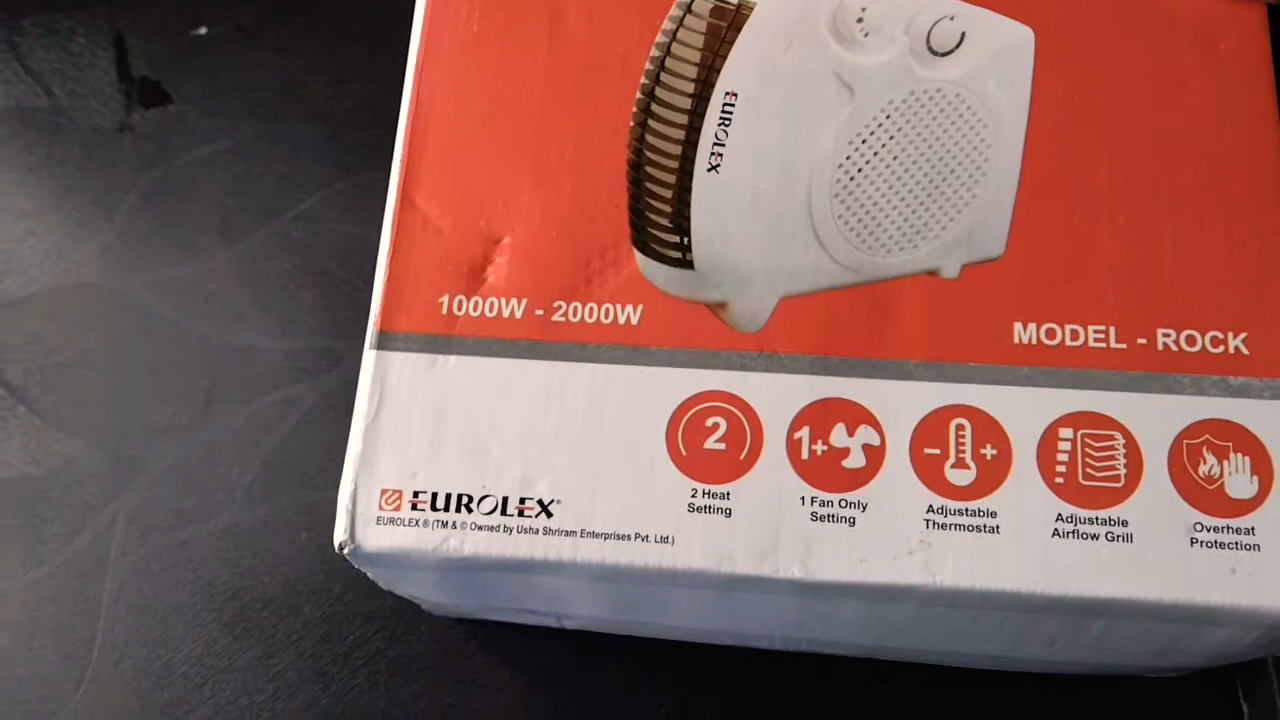 EUROLEX
1000W - 2000W
MODEL - ROCK
2
1+
- +
2 Heat
Setting
1 Fan Only
Setting
Adjustable
Thermostat
Adjustable
Airflow Grill
Overheat
Protection
EUROLEX®
EUROLEX ® (TM & © Owned by Usha Shriram Enterprises Pvt. Ltd.)